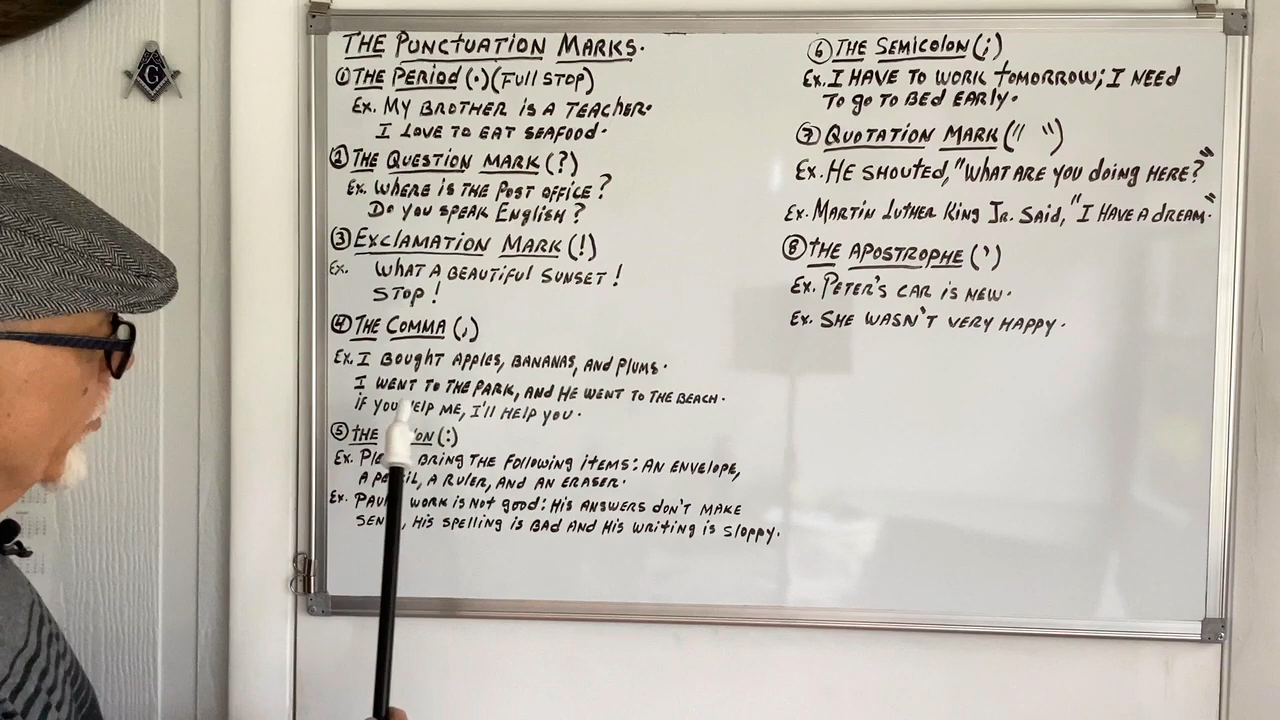 THE PUNCTUATION MARKS.
① THE PERIOD (.) (FULL STOP)
EX. MY BROTHER IS A TEACHER.
I LOVE TO EAT SEAFOOD.
② THE QUESTION MARK (?)
EX. WHERE IS THE POST OFFICE?
DO YOU SPEAK ENGLISH?
③ EXCLAMATION MARK (!)
EX. WHAT A BEAUTIFUL SUNSET!
STOP!
④ THE COMMA (,)
EX. I BOUGHT APPLES, BANANAS, AND PLUMS.
I WENT TO THE PARK, AND HE WENT TO THE BEACH.
IF YOU HELP ME, I'LL HELP YOU.
⑤ THE (:)
EX. BRING THE FOLLOWING ITEMS: AN ENVELOPE,
A PENCIL, A RULER, AND AN ERASER.
EX. WORK IS NOT GOOD: HIS ANSWERS DON'T MAKE
SENSE, HIS SPELLING IS BAD AND HIS WRITING IS SLOPPY.
⑥ THE SEMICOLON (;)
EX. I HAVE TO WORK TOMORROW; I NEED
TO GO TO BED EARLY.
⑦ QUOTATION MARK (" ")
EX. HE SHOUTED, "WHAT ARE YOU DOING HERE?"
EX. MARTIN LUTHER KING JR. SAID, "I HAVE A DREAM."
⑧ THE APOSTROPHE (')
EX. PETER'S CAR IS NEW.
EX. SHE WASN'T VERY HAPPY.
G